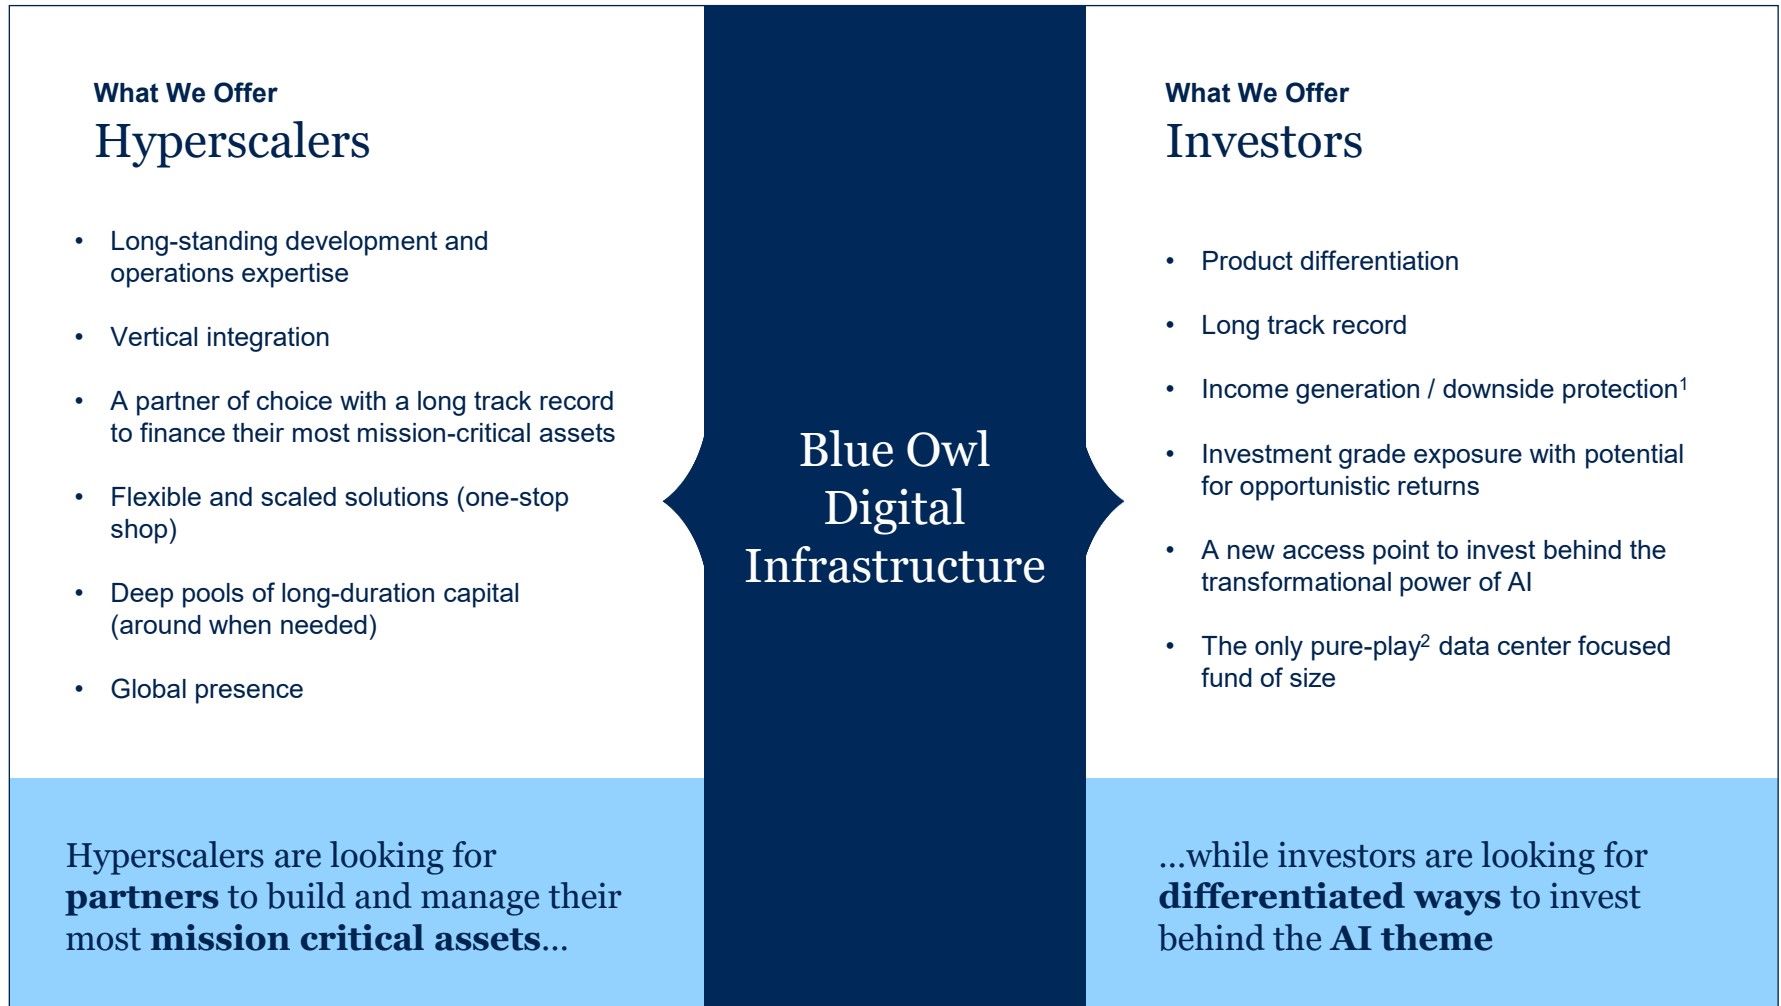 What We Offer
Hyperscalers
• Long-standing development and
operations expertise
• Vertical integration
• A partner of choice with a long track record
to finance their most mission-critical assets
• Flexible and scaled solutions (one-stop
shop)
• Deep pools of long-duration capital
(around when needed)
• Global presence
Hyperscalers are looking for
partners to build and manage their
most mission critical assets…
Blue Owl
Digital
Infrastructure
What We Offer
Investors
• Product differentiation
• Long track record
• Income generation / downside protection¹
• Investment grade exposure with potential
for opportunistic returns
• A new access point to invest behind the
transformational power of AI
• The only pure-play² data center focused
fund of size
…while investors are looking for
differentiated ways to invest
behind the AI theme